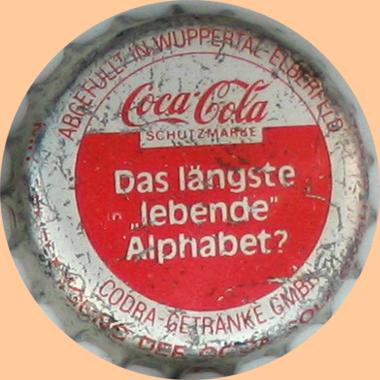 ABGEFÜLLT IN WUPPERTAL-ELBERFELD
Coca-Cola
SCHUTZMARKE
Das längste
„lebende"
Alphabet?
CODRA-GETRÄNKE GMBH